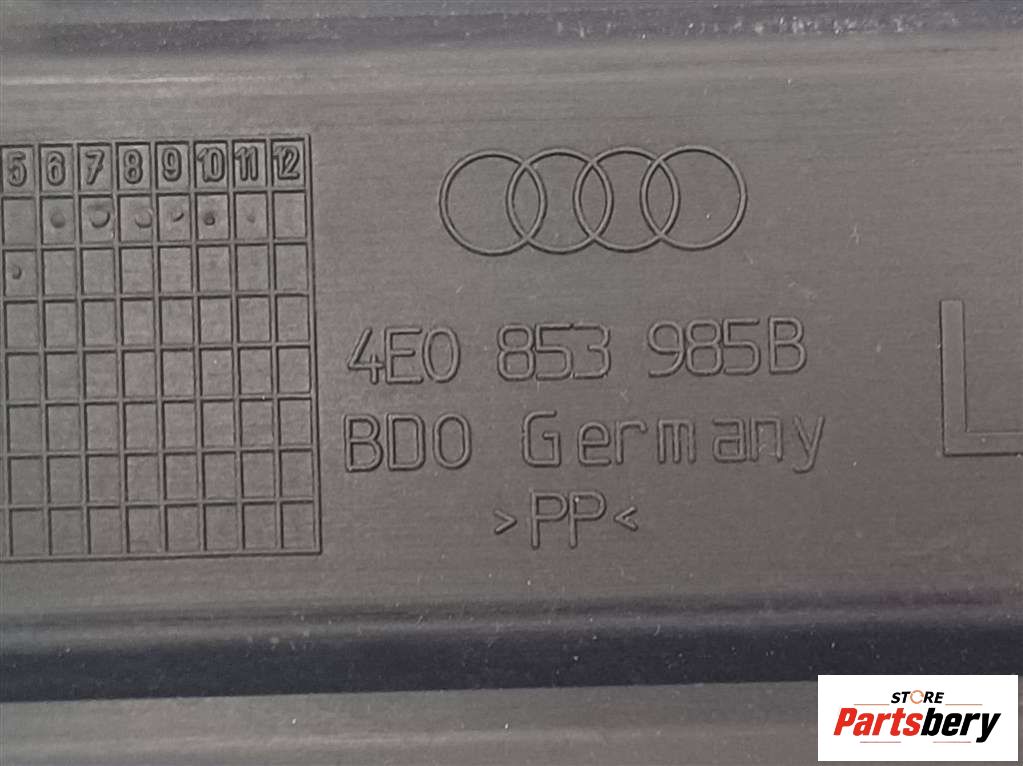 5 6 7 8 9 10 11 12
4E0 853 985B
BDO Germany
>PP<
L
STORE
Partsbery